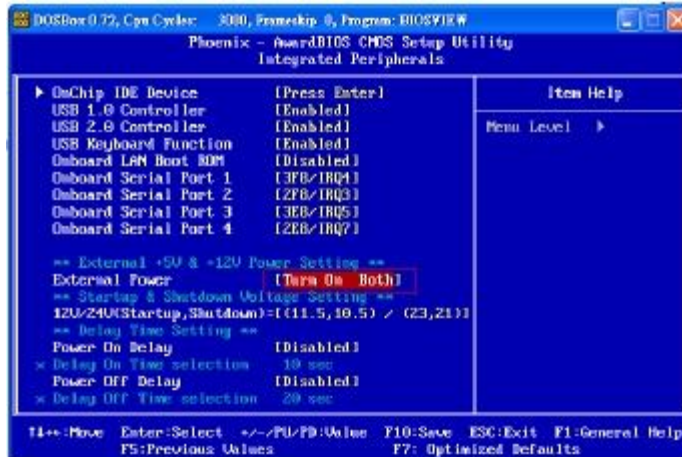 DOSBox 0.72, Cpu Cycles: 3000, Frameskip 0, Program: BIOSVIEW
Phoenix - AwardBIOS CMOS Setup Utility
Integrated Peripherals
OnChip IDE Device [Press Enter]
USB 1.0 Controller [Enabled]
USB 2.0 Controller [Enabled]
USB Keyboard Function [Enabled]
Onboard LAN Boot ROM [Disabled]
Onboard Serial Port 1 [3F8/IRQ4]
Onboard Serial Port 2 [2F8/IRQ3]
Onboard Serial Port 3 [3E8/IRQ5]
Onboard Serial Port 4 [2E8/IRQ7]
** External +5V & +12V Power Setting **
External Power [Turn On Both]
** Startup & Shutdown Voltage Setting **
12V/24V(Startup,Shutdown)=[(11.5,10.5) / (23,21)]
** Delay Time Setting **
Power On Delay [Disabled]
x Delay On Time selection 10 sec
Power Off Delay [Disabled]
x Delay Off Time selection 20 sec
Item Help
Menu Level ▶
↑↓→←:Move Enter:Select +/-/PU/PD:Value F10:Save ESC:Exit F1:General Help
F5:Previous Values F7: Optimized Defaults